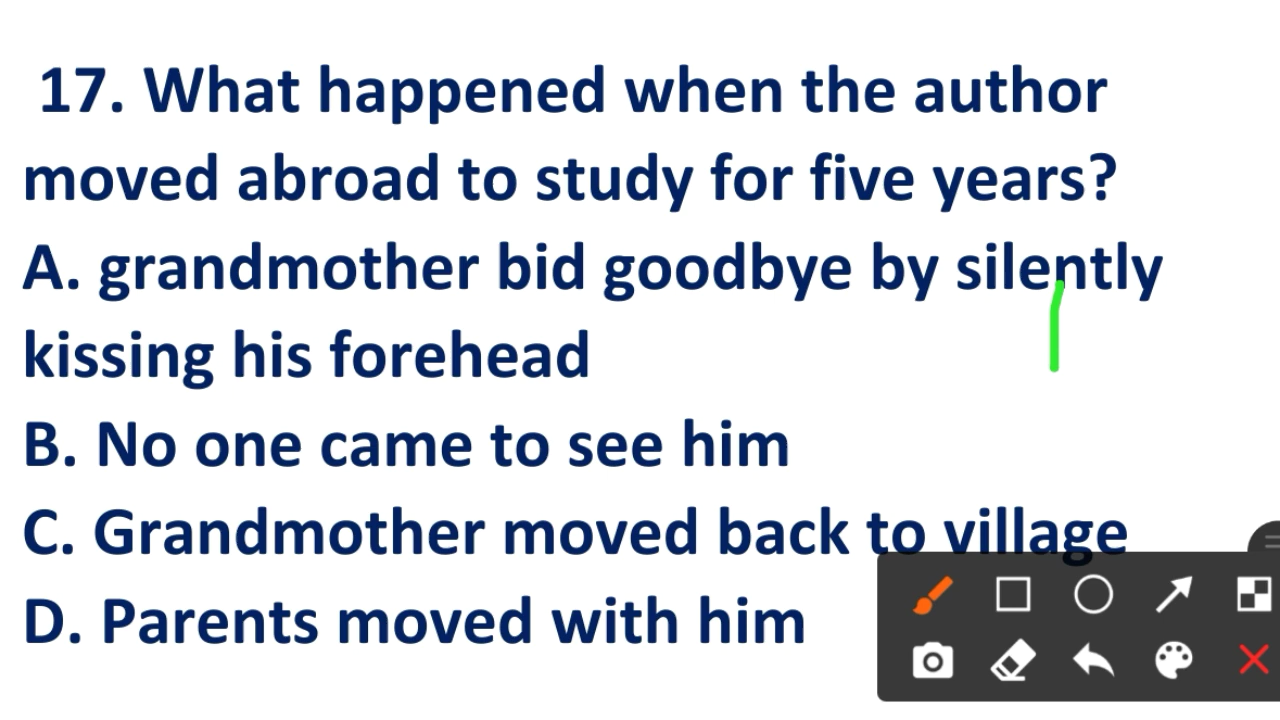 17. What happened when the author
moved abroad to study for five years?
A. grandmother bid goodbye by silently
kissing his forehead
B. No one came to see him
C. Grandmother moved back to village
D. Parents moved with him